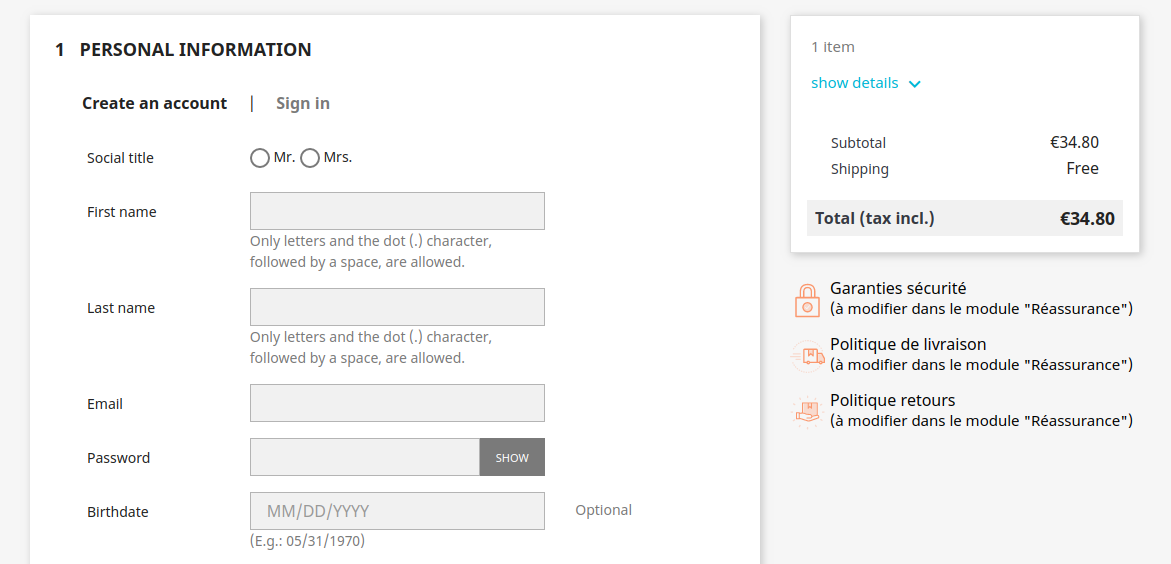 1 PERSONAL INFORMATION
Create an account | Sign in
Social title
Mr. Mrs.
First name
Only letters and the dot (.) character,
followed by a space, are allowed.
Last name
Only letters and the dot (.) character,
followed by a space, are allowed.
Email
Password
SHOW
Birthdate
MM/DD/YYYY
Optional
(E.g.: 05/31/1970)
1 item
show details
Subtotal €34.80
Shipping Free
Total (tax incl.) €34.80
Garanties sécurité
(à modifier dans le module "Réassurance")
Politique de livraison
(à modifier dans le module "Réassurance")
Politique retours
(à modifier dans le module "Réassurance")